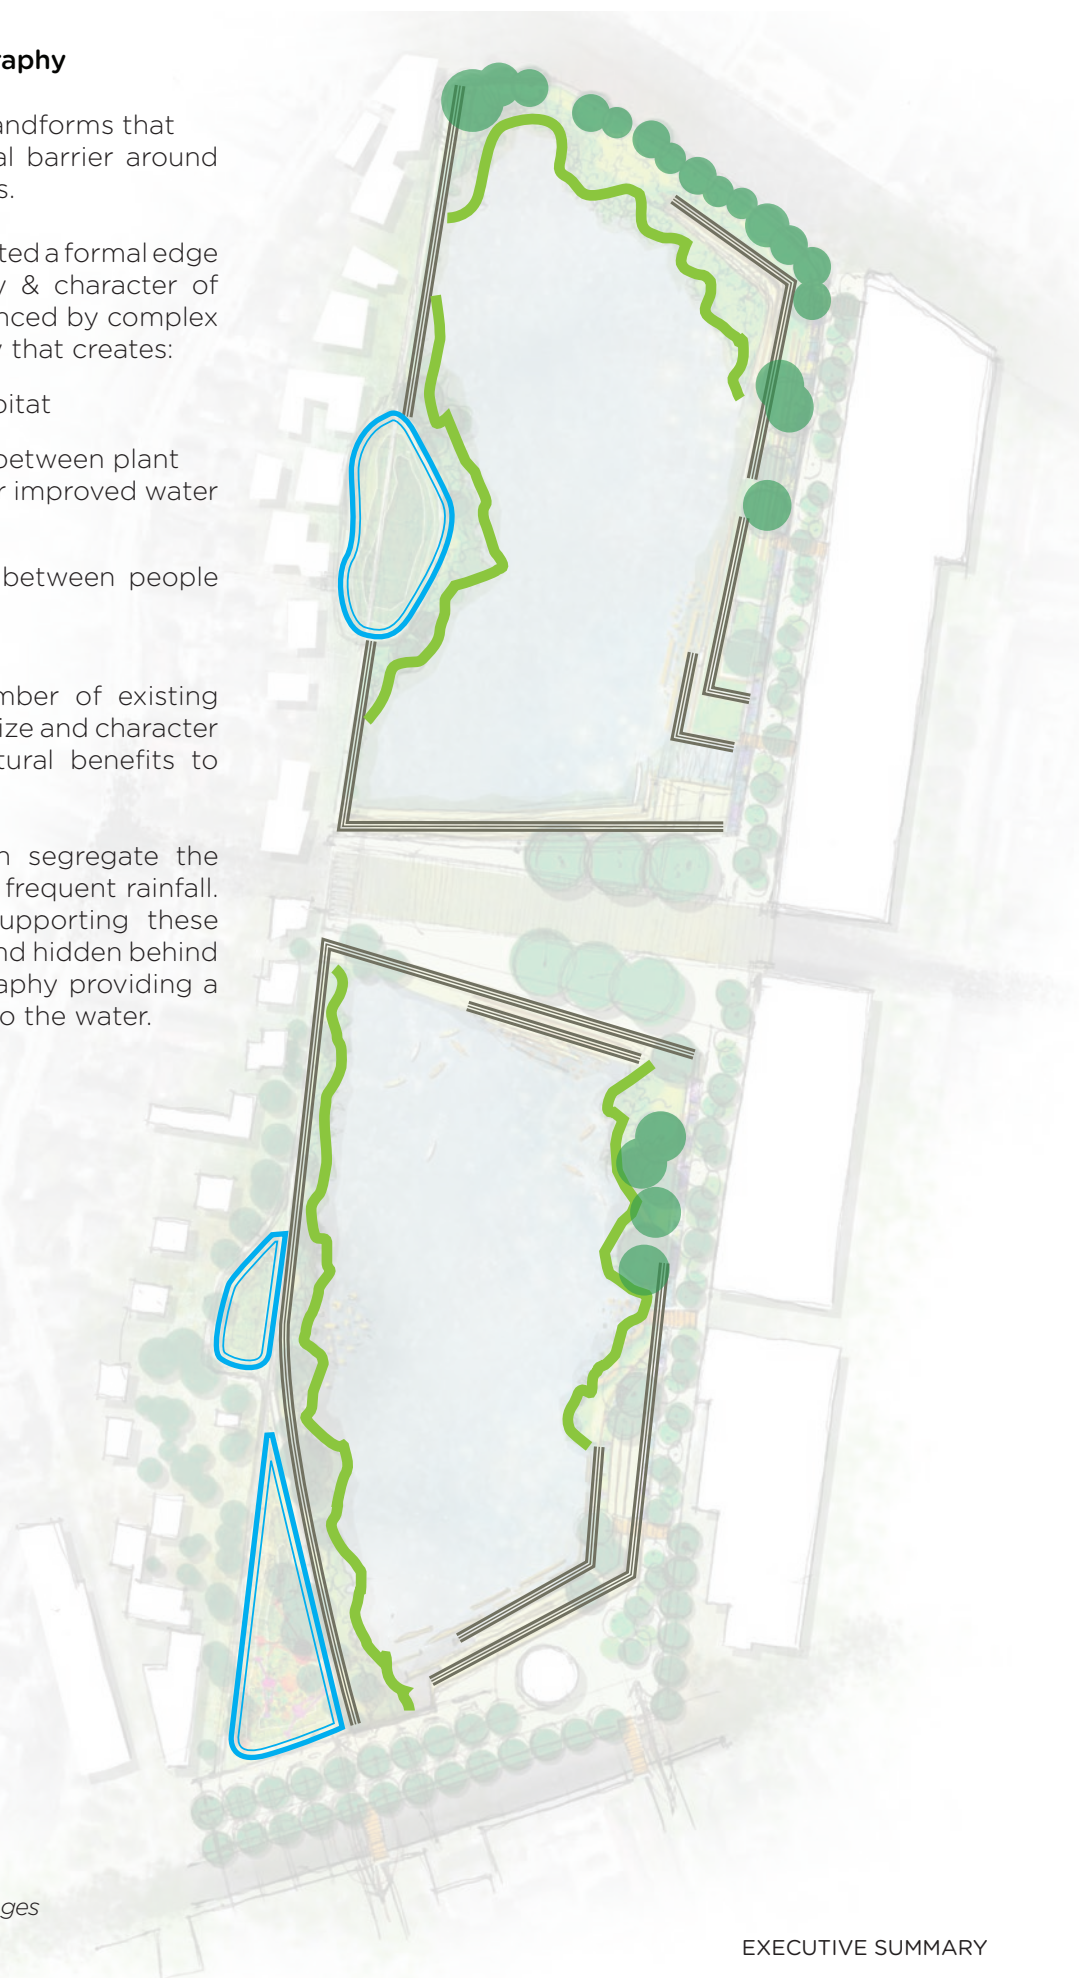 raphy
andforms that
al barrier around
s.
ted a formal edge
y & character of
nced by complex
y that creates:
bitat
between plant
r improved water
between people
mber of existing
ize and character
tural benefits to
n segregate the
frequent rainfall.
upporting these
nd hidden behind
aphy providing a
o the water.
ges
EXECUTIVE SUMMARY